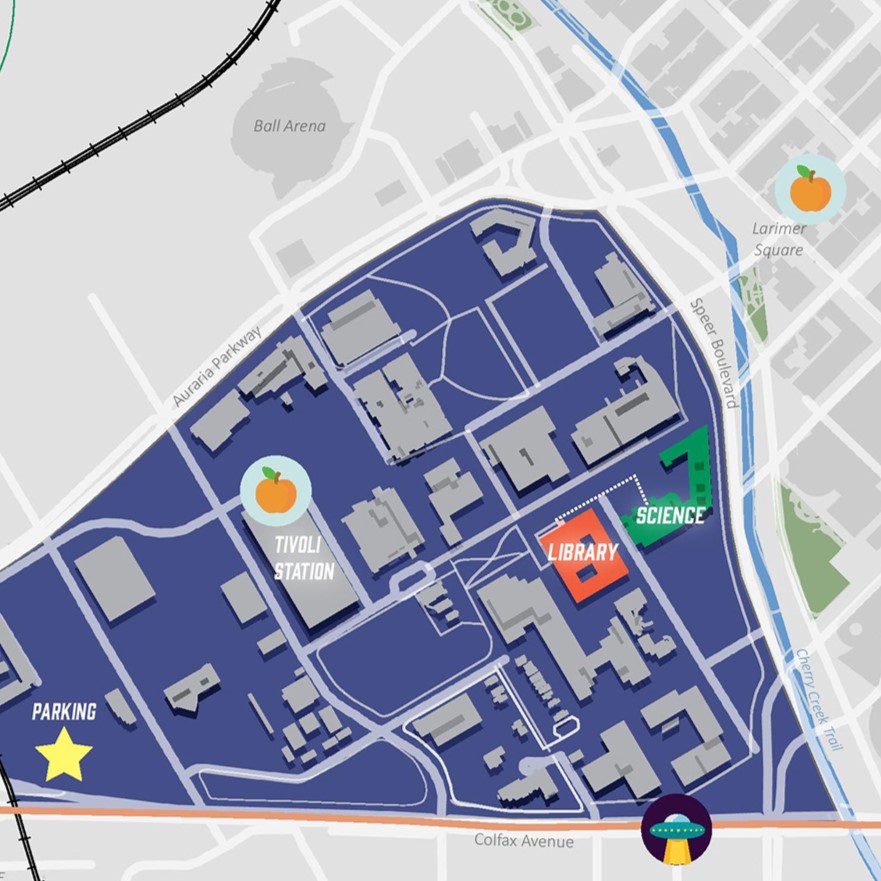 Ball Arena
Larimer
Square
Speer Boulevard
Auraria Parkway
SCIENCE
LIBRARY
TIVOLI
STATION
PARKING
Cherry Creek Trail
Colfax Avenue